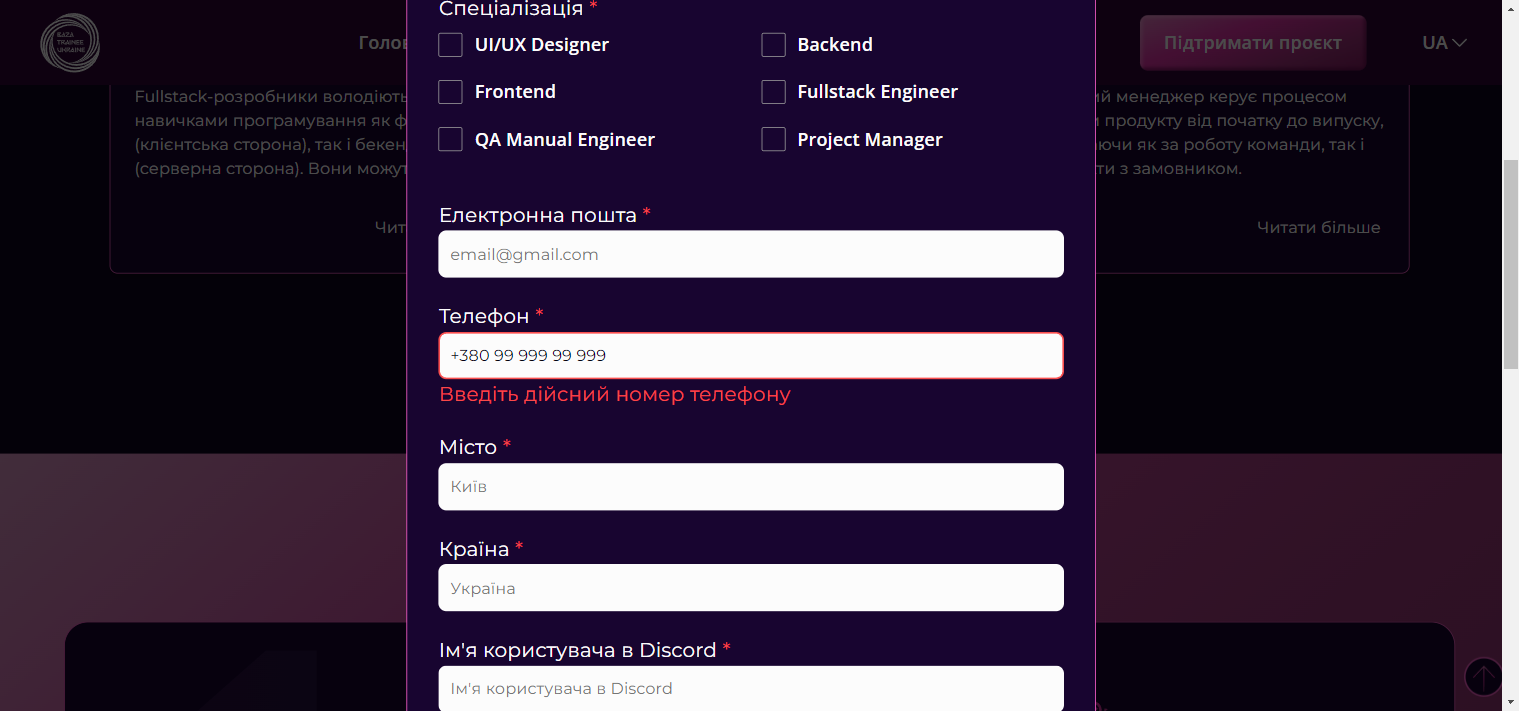 Спеціалізація *
BAZA
TRAINEE
UKRAINE
Голов
UI/UX Designer
Backend
Підтримати проєкт
UA
Frontend
Fullstack Engineer
QA Manual Engineer
Project Manager
Fullstack-розробники володіють
навичками програмування як ф
(клієнтська сторона), так і бекен
(серверна сторона). Вони можут
Чит
ий менеджер керує процесом
и продукту від початку до випуску,
аючи як за роботу команди, так і
ти з замовником.
Читати більше
Електронна пошта *
email@gmail.com
Телефон *
+380 99 999 99 999
Введіть дійсний номер телефону
Місто *
Київ
Країна *
Україна
Ім'я користувача в Discord *
Ім'я користувача в Discord